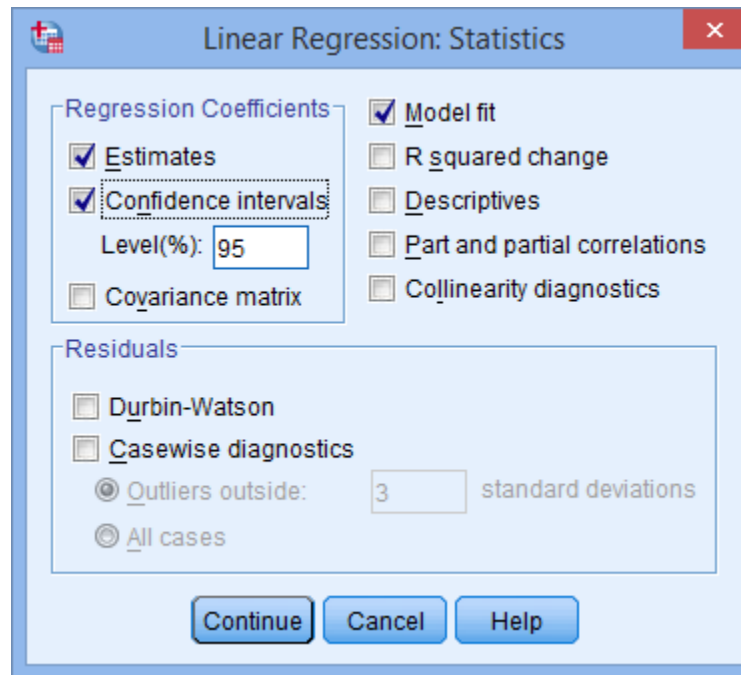 Linear Regression: Statistics
Regression Coefficients
Estimates
Confidence intervals
Level(%): 95
Covariance matrix
Model fit
R squared change
Descriptives
Part and partial correlations
Collinearity diagnostics
Residuals
Durbin-Watson
Casewise diagnostics
Outliers outside: 3 standard deviations
All cases
Continue Cancel Help